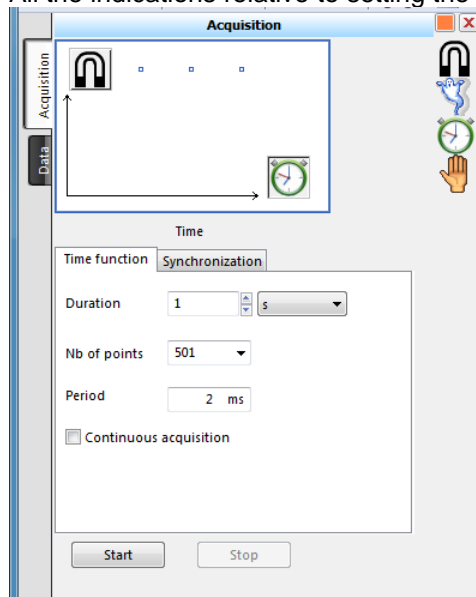 All the indications relative to setting the
Acquisition
Acquisition
Data
Time
Time function Synchronization
Duration 1 s
Nb of points 501
Period 2 ms
Continuous acquisition
Start Stop